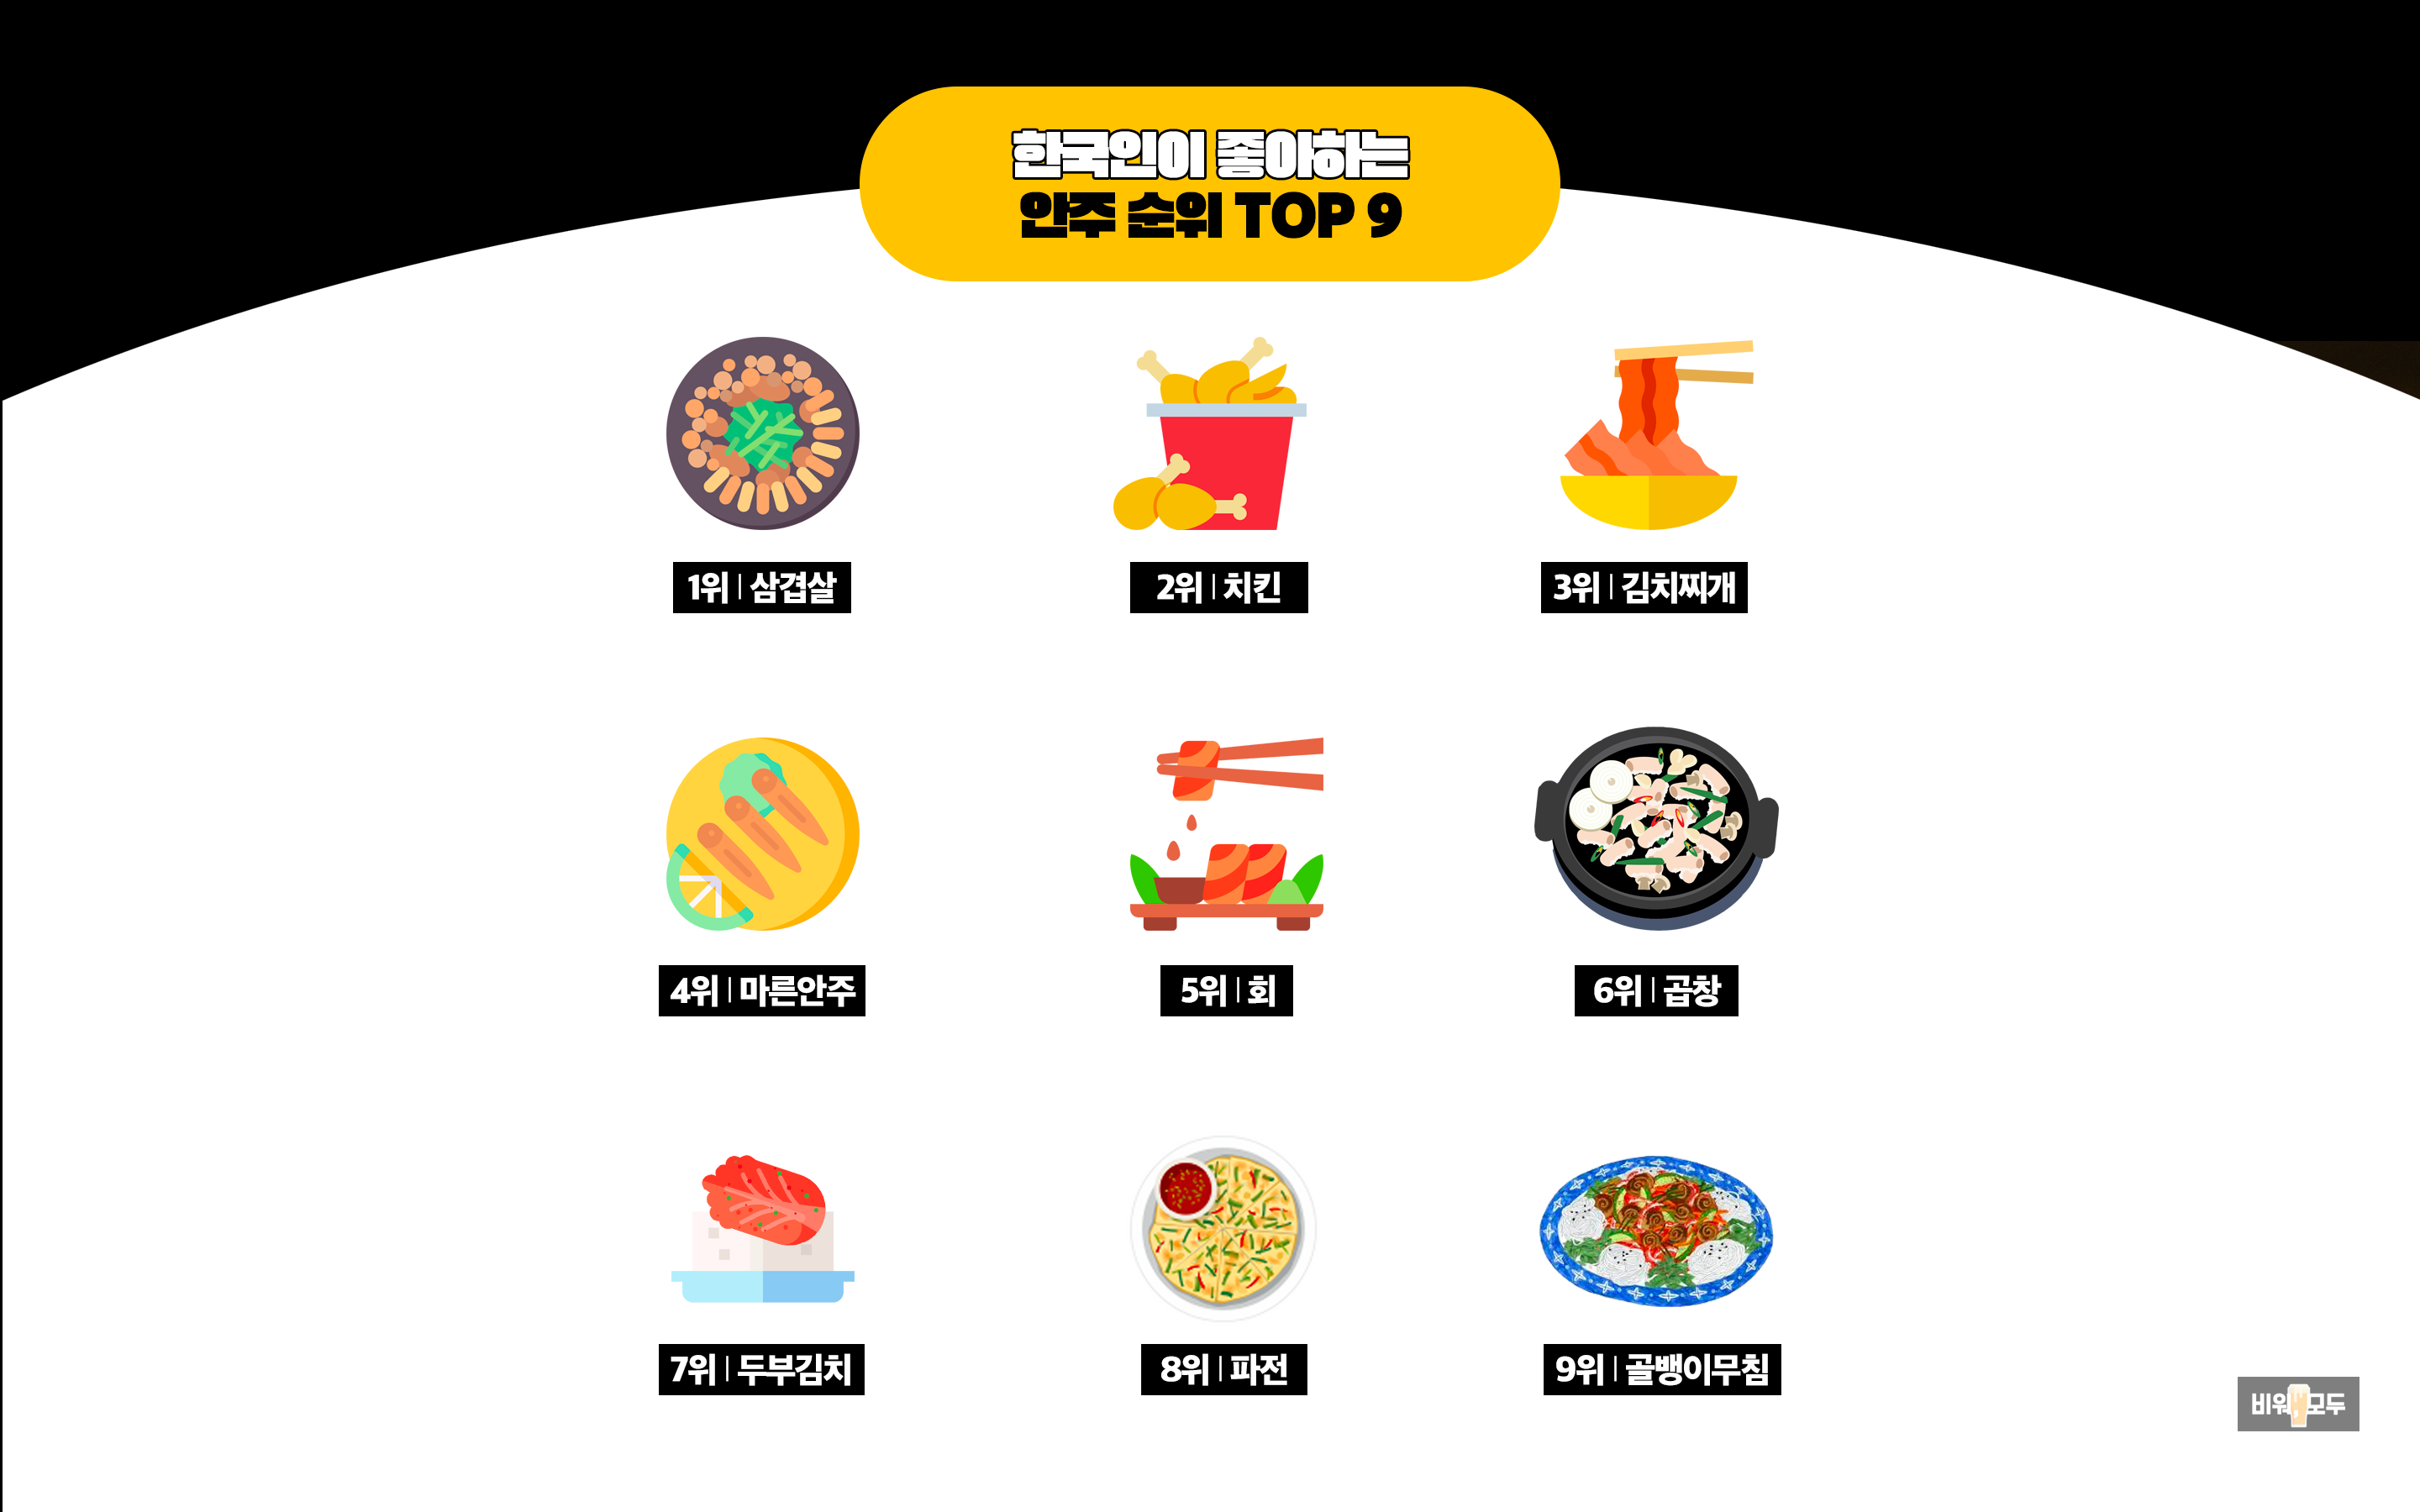 한국인이 좋아하는
안주 순위 TOP 9
1위 | 삼겹살
2위 | 치킨
3위 | 김치찌개
4위 | 마른안주
5위 | 회
6위 | 곱창
7위 | 두부김치
8위 | 파전
9위 | 골뱅이무침
비워 모두